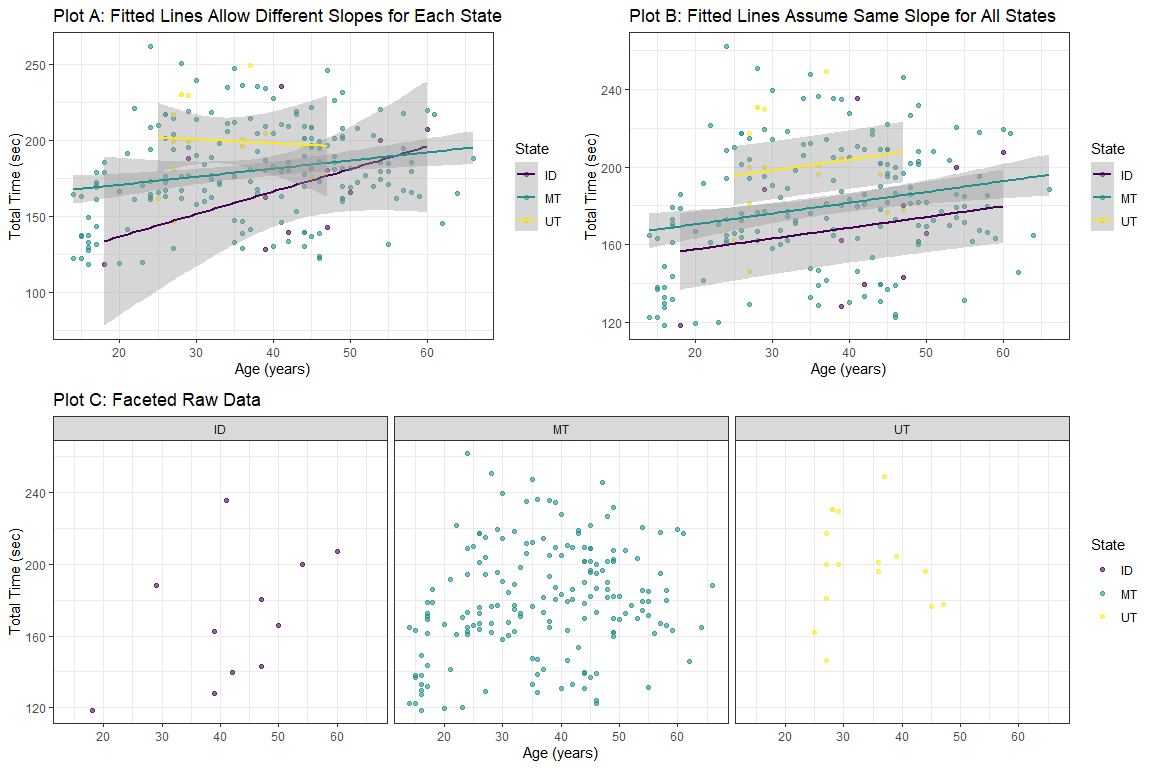 Plot A: Fitted Lines Allow Different Slopes for Each State
250
200
150
100
Total Time (sec)
20 30 40 50 60
Age (years)
State
ID
MT
UT
Plot B: Fitted Lines Assume Same Slope for All States
240
200
160
120
Total Time (sec)
20 30 40 50 60
Age (years)
State
ID
MT
UT
Plot C: Faceted Raw Data
ID MT UT
240
200
160
120
Total Time (sec)
20 30 40 50 60 20 30 40 50 60 20 30 40 50 60
Age (years)
State
ID
MT
UT